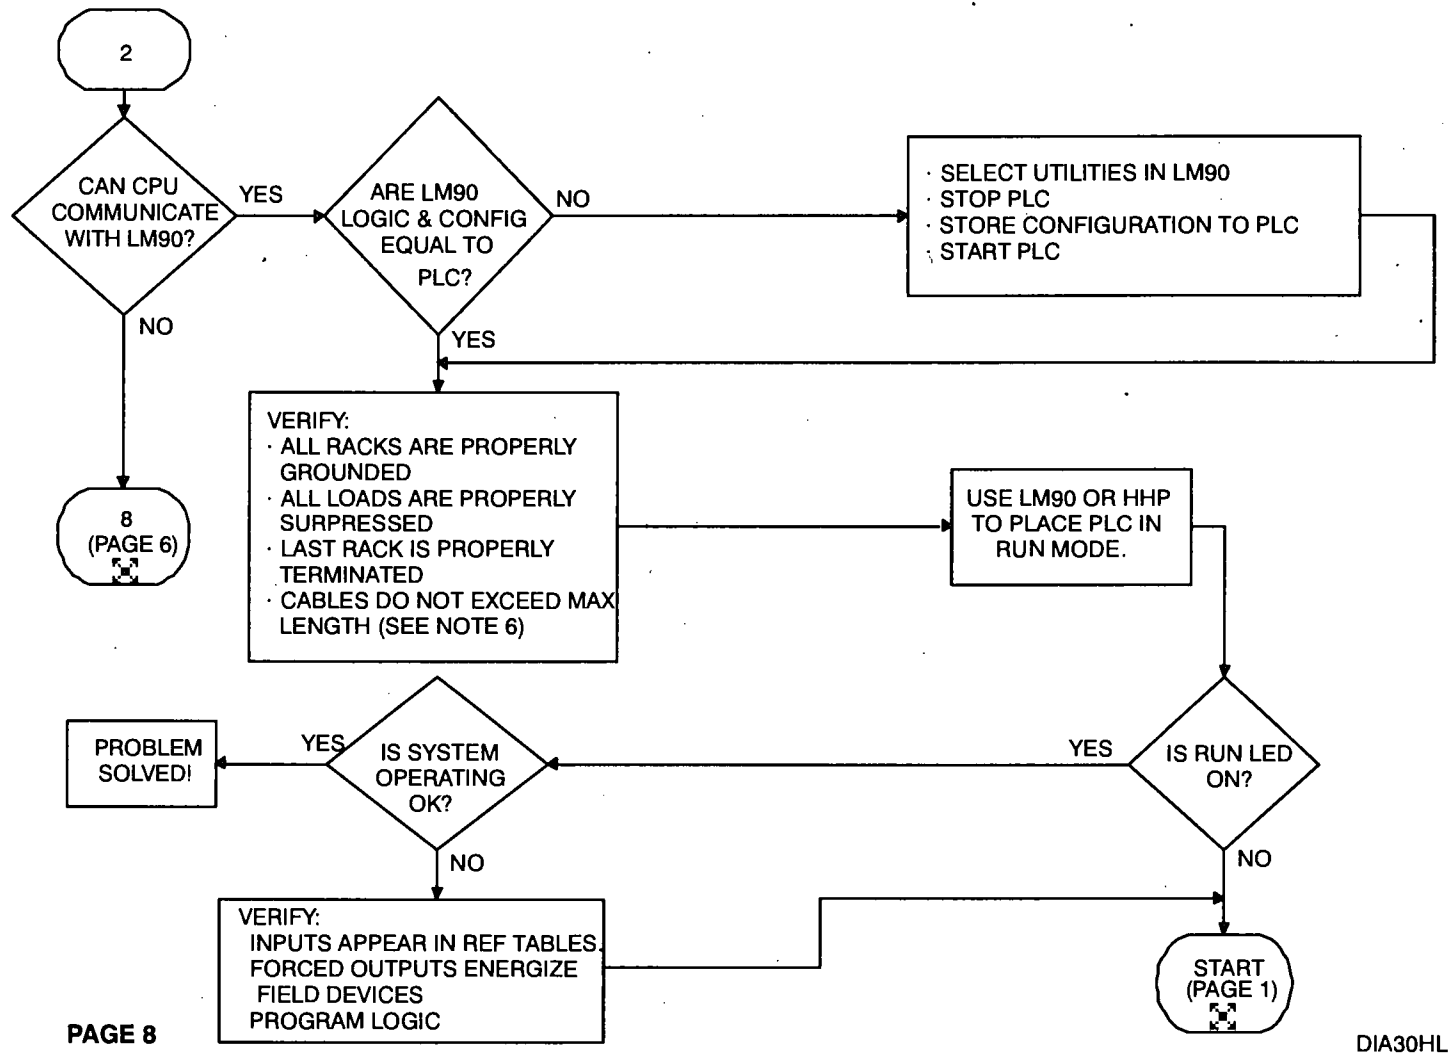 2
CAN CPU
COMMUNICATE
WITH LM90?
YES
NO
8
(PAGE 6)
ARE LM90
LOGIC & CONFIG
EQUAL TO
PLC?
NO
YES
· SELECT UTILITIES IN LM90
· STOP PLC
· STORE CONFIGURATION TO PLC
· START PLC
VERIFY:
· ALL RACKS ARE PROPERLY
GROUNDED
· ALL LOADS ARE PROPERLY
SURPRESSED
· LAST RACK IS PROPERLY
TERMINATED
· CABLES DO NOT EXCEED MAX
LENGTH (SEE NOTE 6)
USE LM90 OR HHP
TO PLACE PLC IN
RUN MODE.
IS RUN LED
ON?
YES
NO
IS SYSTEM
OPERATING
OK?
YES
NO
PROBLEM
SOLVED!
VERIFY:
INPUTS APPEAR IN REF TABLES.
FORCED OUTPUTS ENERGIZE
FIELD DEVICES
PROGRAM LOGIC
START
(PAGE 1)
PAGE 8
DIA30HL